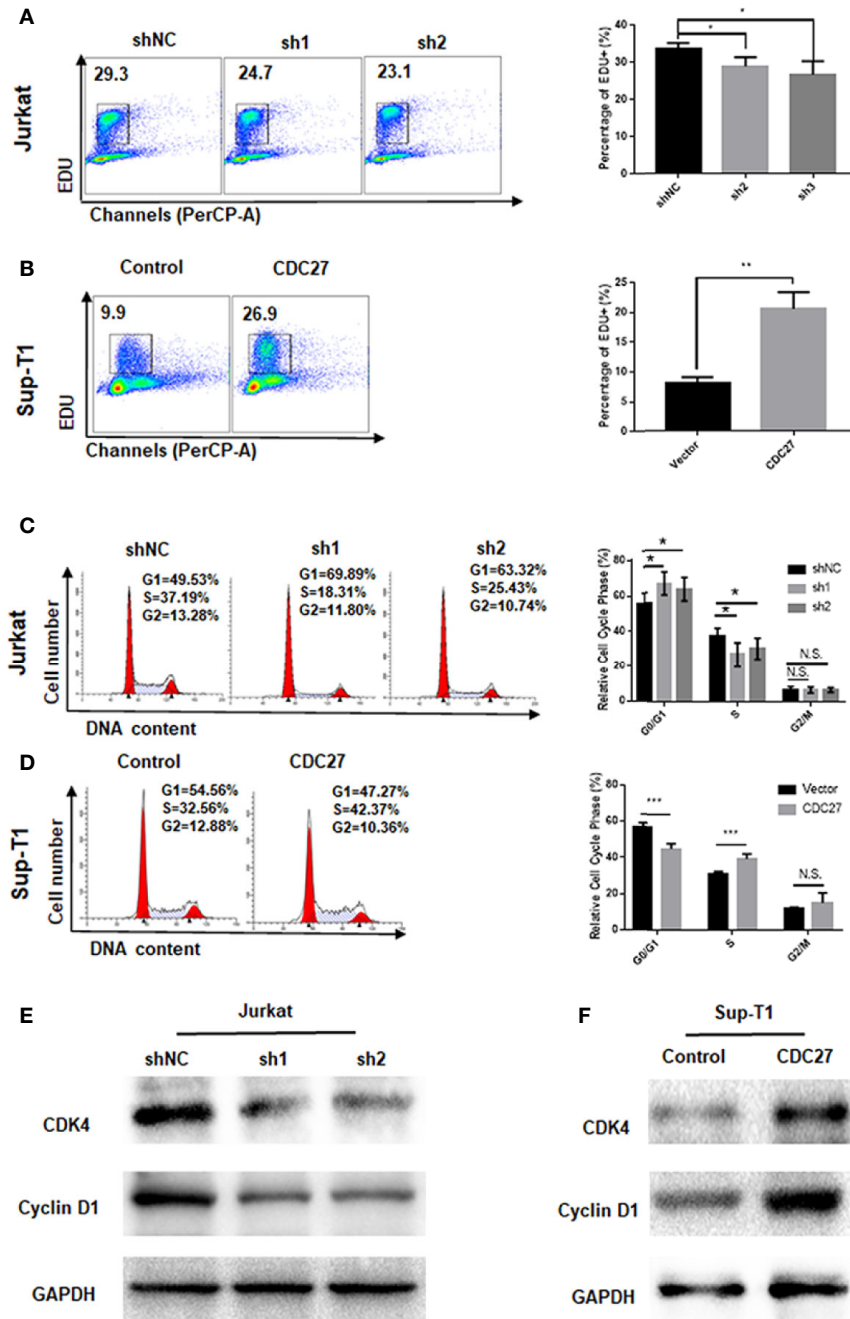 A
shNC sh1 sh2
29.3 24.7 23.1
Jurkat
EDU
Channels (PerCP-A)
Percentage of EDU+ (%)
40
30
20
10
0
* *
shNC sh2 sh3
B
Control CDC27
9.9 26.9
Sup-T1
EDU
Channels (PerCP-A)
Percentage of EDU+ (%)
25
20
15
10
5
0
**
Vector CDC27
C
shNC sh1 sh2
G1=49.53%
S=37.19%
G2=13.28%
G1=69.89%
S=18.31%
G2=11.80%
G1=63.32%
S=25.43%
G2=10.74%
Jurkat
Cell number
DNA content
Relative Cell Cycle Phase (%)
80
60
40
20
0
* * * *
N.S.
N.S.
shNC
sh1
sh2
G0/G1 S G2/M
D
Control CDC27
G1=54.56%
S=32.56%
G2=12.88%
G1=47.27%
S=42.37%
G2=10.36%
Sup-T1
Cell number
DNA content
Relative Cell Cycle Phase (%)
80
60
40
20
0
*** *** N.S.
Vector
CDC27
G0/G1 S G2/M
E
Jurkat
shNC sh1 sh2
CDK4
Cyclin D1
GAPDH
F
Sup-T1
Control CDC27
CDK4
Cyclin D1
GAPDH